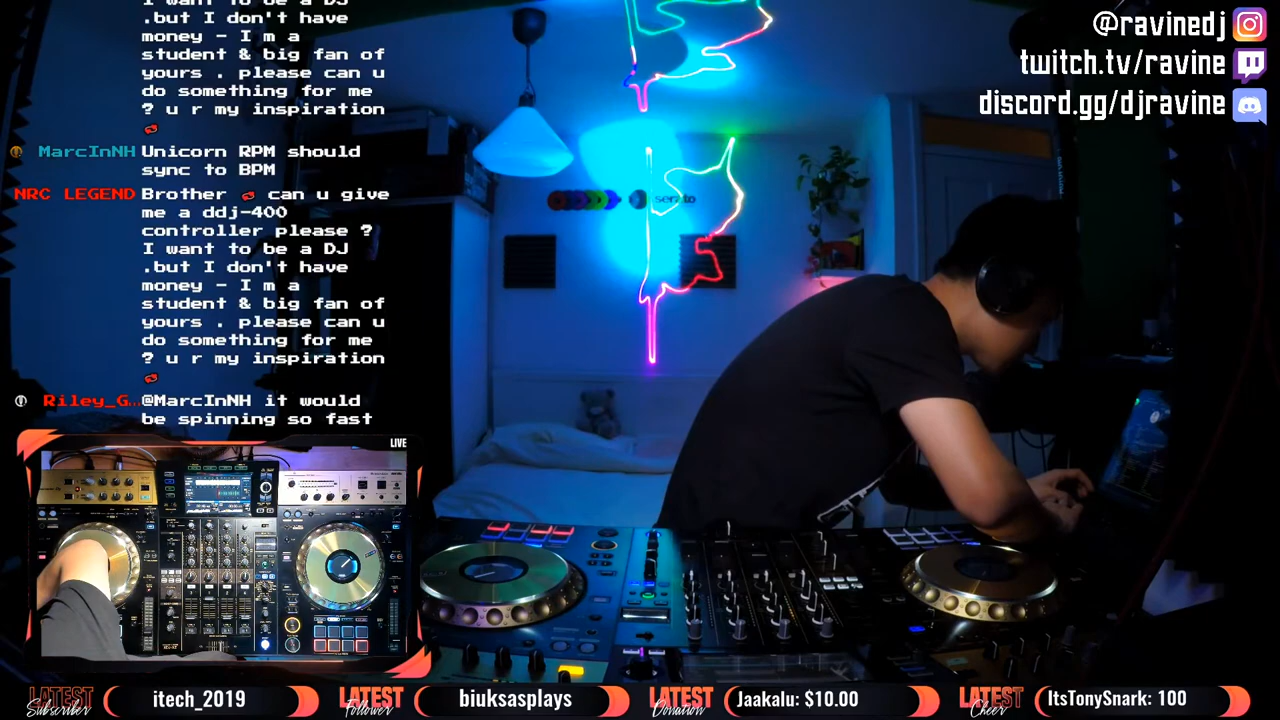 I want to be a DJ
.but I don't have
money - I m a
student & big fan of
yours . please can u
do something for me
? u r my inspiration
MarcInNH Unicorn RPM should
sync to BPM
NRC LEGEND Brother can u give
me a ddj-400
controller please ?
I want to be a DJ
.but I don't have
money - I m a
student & big fan of
yours . please can u
do something for me
? u r my inspiration
Riley_G... @MarcInNH it would
be spinning so fast
@ravinedj
twitch.tv/ravine
discord.gg/djravine
serato
LIVE
LATEST Subscriber itech_2019
LATEST Follower biuksasplays
LATEST Donation Jaakalu: $10.00
LATEST Cheer ItsTonySnark: 100